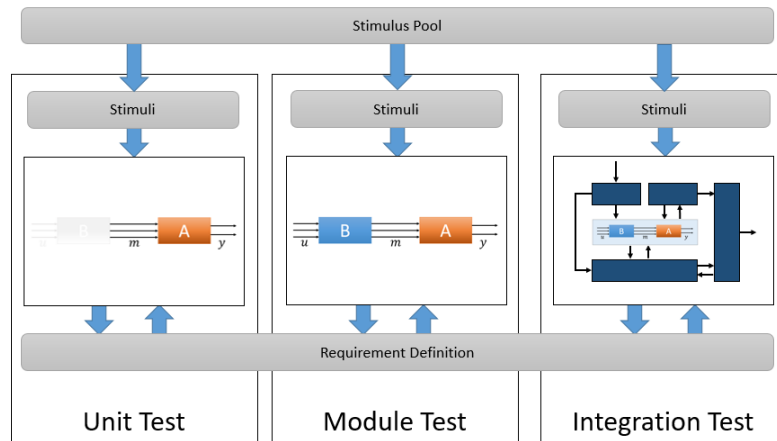 Stimulus Pool
Stimuli
Stimuli
Stimuli
B
A
u
m
y
B
A
u
m
y
B
A
u
m
y
Requirement Definition
Unit Test
Module Test
Integration Test